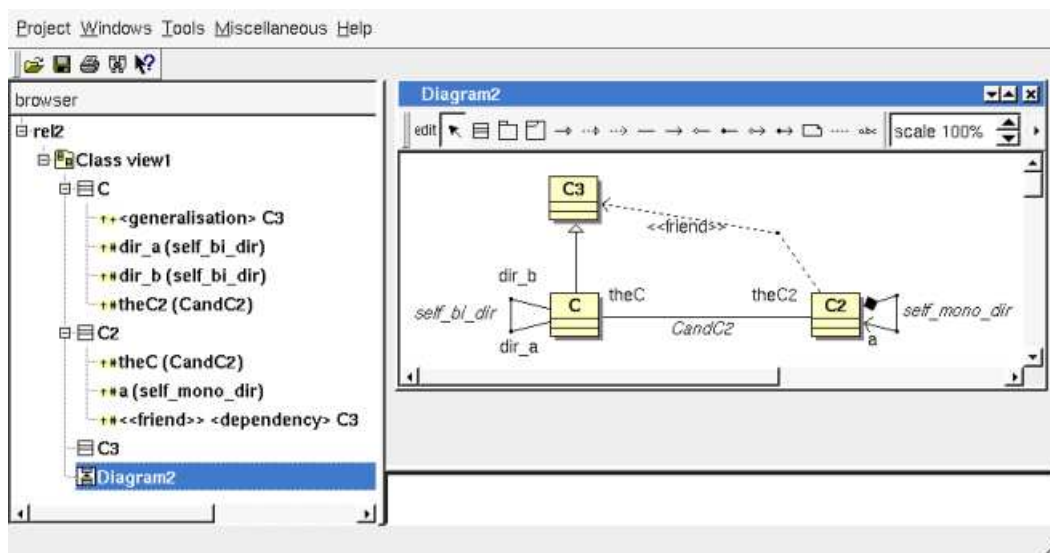 Project Windows Tools Miscellaneous Help
browser
rel2
Class view1
C
<generalisation> C3
dir_a (self_bi_dir)
dir_b (self_bi_dir)
theC2 (CandC2)
C2
theC (CandC2)
a (self_mono_dir)
<<friend>> <dependency> C3
C3
Diagram2
Diagram2
edit abc scale 100%
C3
<<friend>>
dir_b
theC theC2
self_bi_dir C C2 self_mono_dir
CandC2
dir_a a